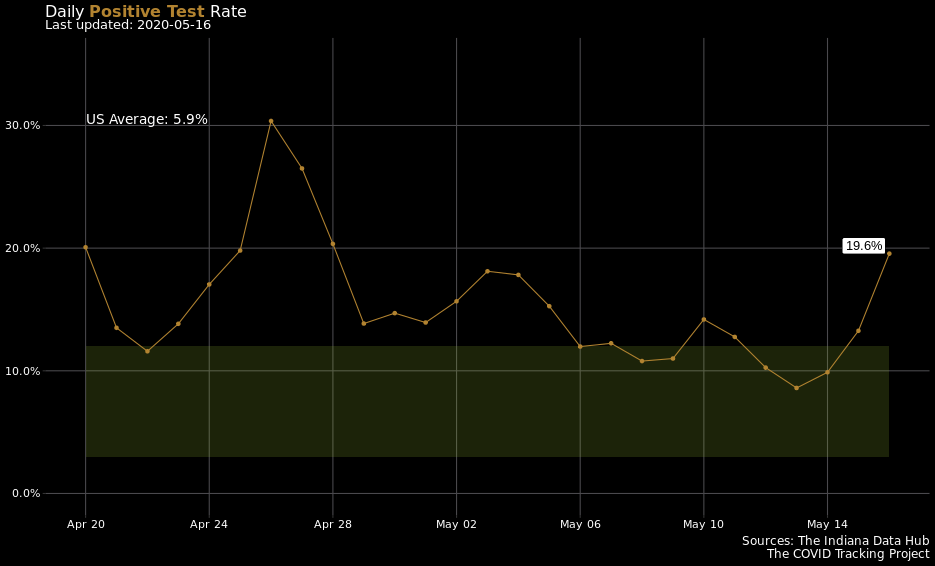 Daily Positive Test Rate
Last updated: 2020-05-16
US Average: 5.9%
30.0%
20.0%
10.0%
0.0%
19.6%
Apr 20 Apr 24 Apr 28 May 02 May 06 May 10 May 14
Sources: The Indiana Data Hub
The COVID Tracking Project